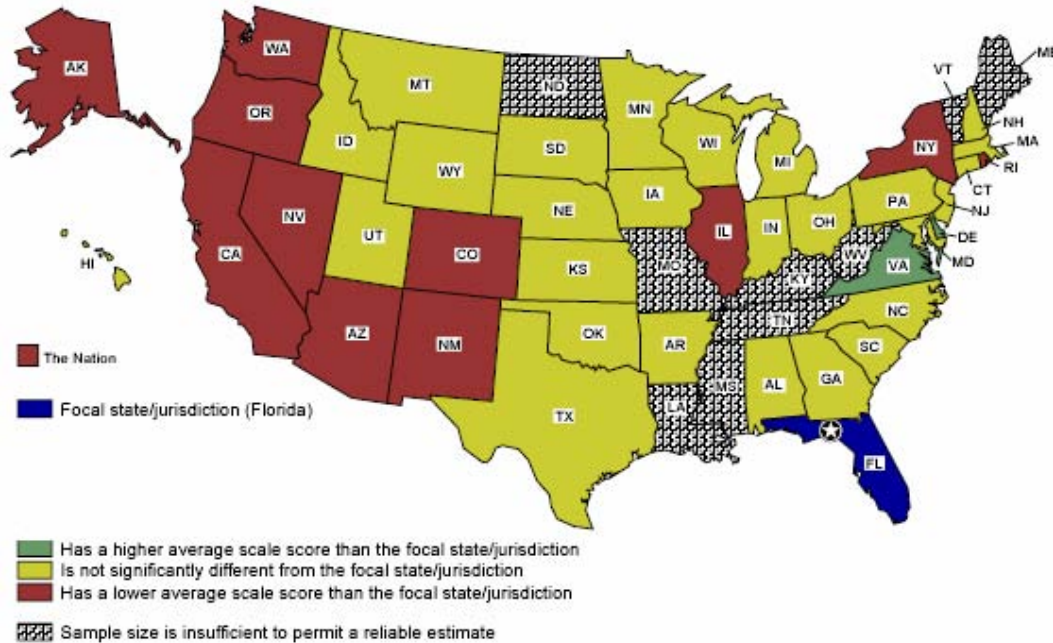 AK
WA
ND
VT
ME
MT
MN
OR
NH
MA
ID
SD
WI
NY
WY
MI
RI
CT
IA
PA
NJ
NE
NV
OH
IL
IN
UT
DE
CO
WV
HI
CA
VA
MD
KS
MO
KY
NC
TN
AZ
OK
NM
AR
SC
The Nation
MS
AL
GA
LA
TX
Focal state/jurisdiction (Florida)
FL
Has a higher average scale score than the focal state/jurisdiction
Is not significantly different from the focal state/jurisdiction
Has a lower average scale score than the focal state/jurisdiction
Sample size is insufficient to permit a reliable estimate